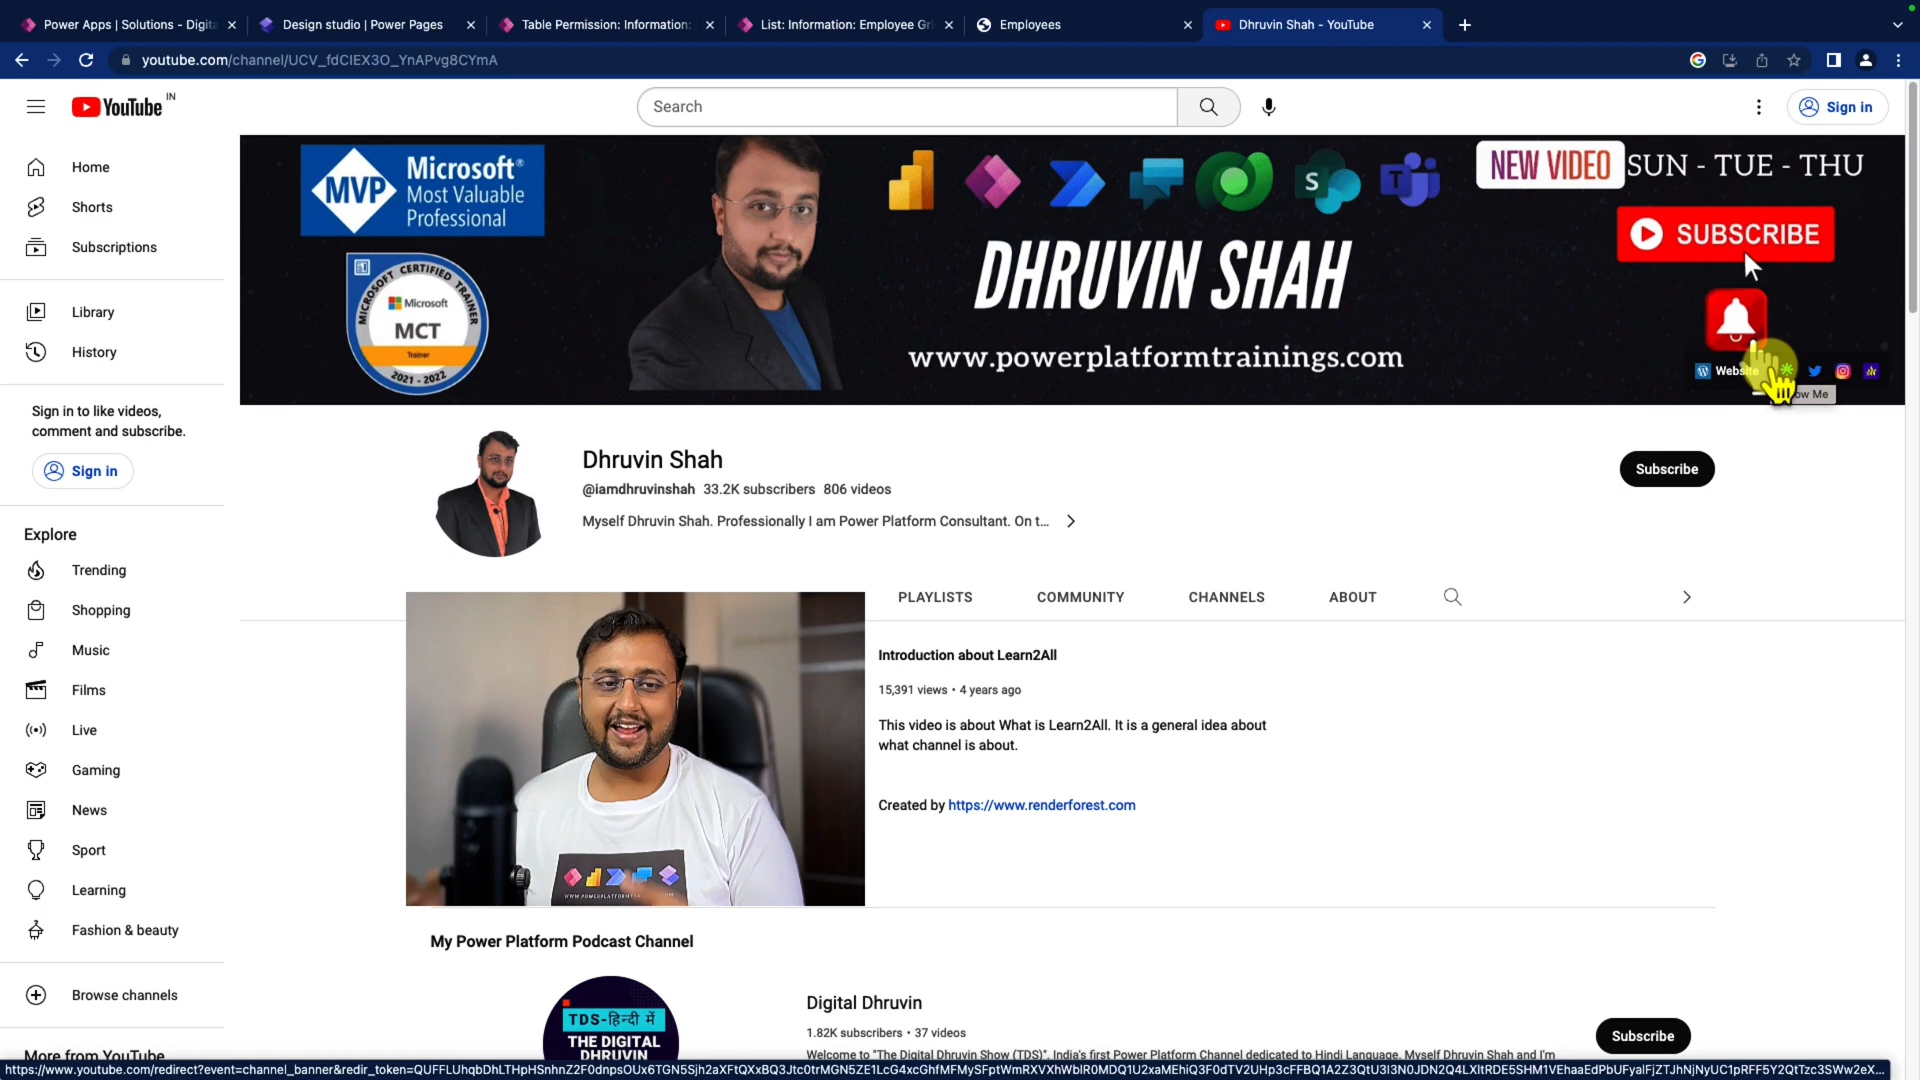 Power Apps | Solutions - Digita
Design studio | Power Pages
Table Permission: Information:
List: Information: Employee Gri
Employees
Dhruvin Shah - YouTube
youtube.com/channel/UCV_fdCIEX3O_YnAPvg8CYmA
YouTube IN
Search
Sign in
Home
Shorts
Subscriptions
Library
History
Sign in to like videos,
comment and subscribe.
Sign in
Explore
Trending
Shopping
Music
Films
Live
Gaming
News
Sport
Learning
Fashion & beauty
Browse channels
More from YouTube
MVP
Microsoft®
Most Valuable
Professional
MICROSOFT CERTIFIED TRAINER
Microsoft
MCT
Trainer
2021 - 2022
S
T
DHRUVIN SHAH
www.powerplatformtrainings.com
NEW VIDEO SUN - TUE - THU
SUBSCRIBE
Website
Me
Dhruvin Shah
@iamdhruvinshah 33.2K subscribers 806 videos
Myself Dhruvin Shah. Professionally I am Power Platform Consultant. On t...
Subscribe
PLAYLISTS
COMMUNITY
CHANNELS
ABOUT
Introduction about Learn2All
15,391 views • 4 years ago
This video is about What is Learn2All. It is a general idea about
what channel is about.
Created by https://www.renderforest.com
My Power Platform Podcast Channel
TDS-हिन्दी में
THE DIGITAL
DHRUVIN
Digital Dhruvin
1.82K subscribers • 37 videos
Welcome to "The Digital Dhruvin Show (TDS)". India's first Power Platform Channel dedicated to Hindi Language. Myself Dhruvin Shah and I'm
Subscribe